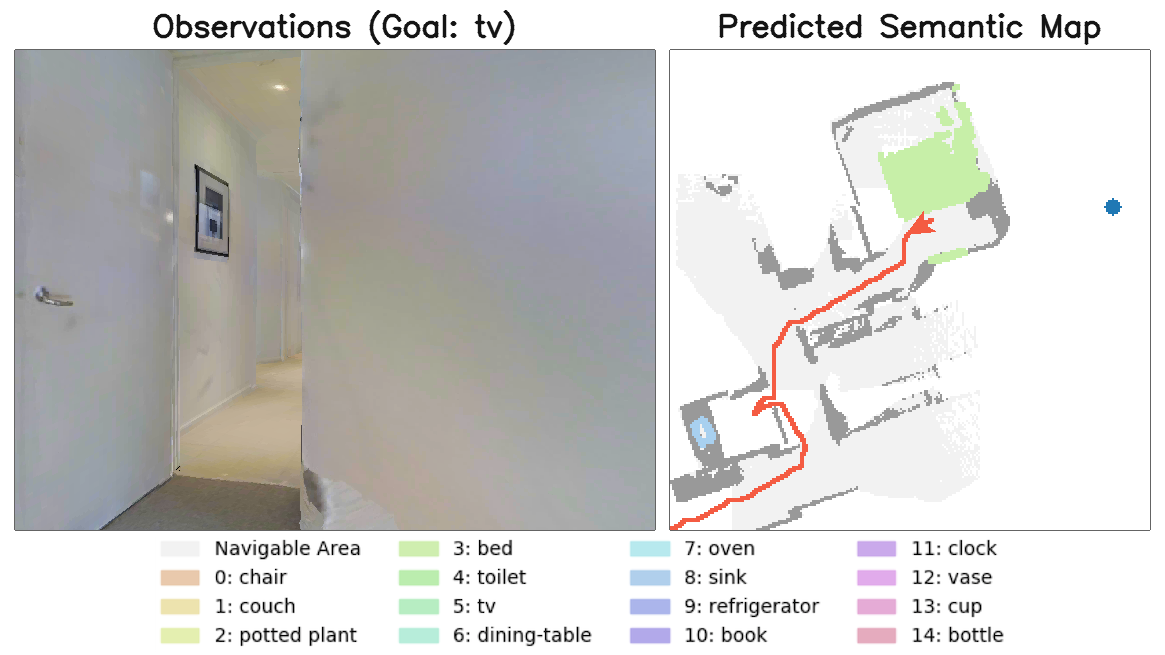 Observations (Goal: tv)
Predicted Semantic Map
Navigable Area
0: chair
1: couch
2: potted plant
3: bed
4: toilet
5: tv
6: dining-table
7: oven
8: sink
9: refrigerator
10: book
11: clock
12: vase
13: cup
14: bottle